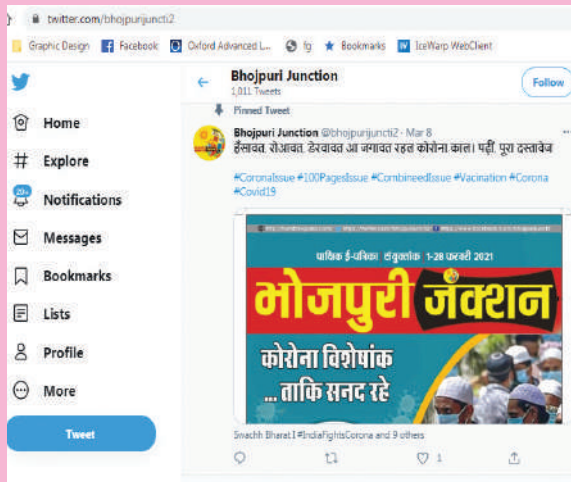 twitter.com/bhojpurijuncti2
Graphic Design Facebook Oxford Advanced L... fg Bookmarks IceWarp WebClient
Bhojpuri Junction
1,011 Tweets
Follow
Home
Explore
20+
Notifications
Messages
Bookmarks
Lists
Profile
More
Tweet
Pinned Tweet
Bhojpuri Junction @bhojpurijuncti2 · Mar 8
हँसावत, रोआवत, डेरवावत आ जगावत रहल कोरोना काल। पढ़ीं, पूरा दस्तावेज
#CoronaIssue #100PagesIssue #CombineedIssue #Vacination #Corona
#Covid19
पाक्षिक ई-पत्रिका संयुक्तांक 1-28 फरवरी 2021
भोजपुरी जंक्शन
कोरोना विशेषांक
... ताकि सनद रहे
Swachh Bharat I #IndiaFightsCorona and 9 others
1